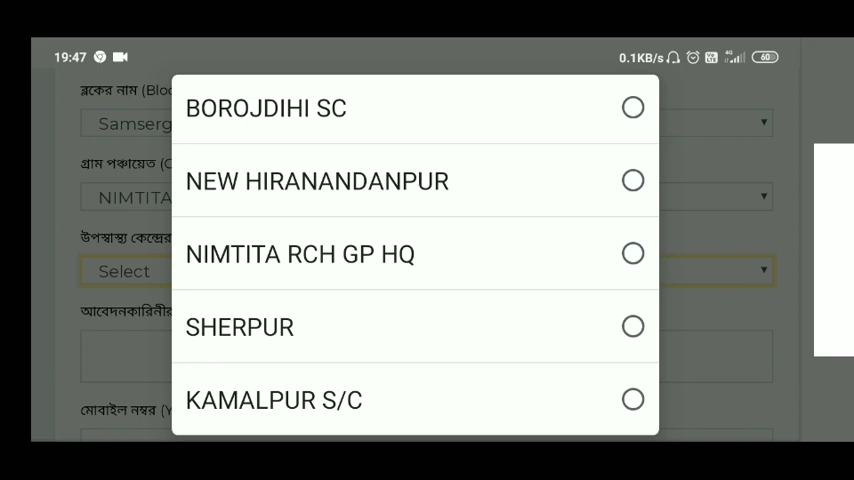 19:47
0.1KB/s
4G
60
ব্লকের নাম (Bloc
Samserg
গ্রাম পঞ্চায়েত (G
NIMTITA
উপস্বাস্থ্য কেন্দ্রের
Select
আবেদনকারিনীর
মোবাইল নম্বর (Y
BOROJDIHI SC
NEW HIRANANDANPUR
NIMTITA RCH GP HQ
SHERPUR
KAMALPUR S/C